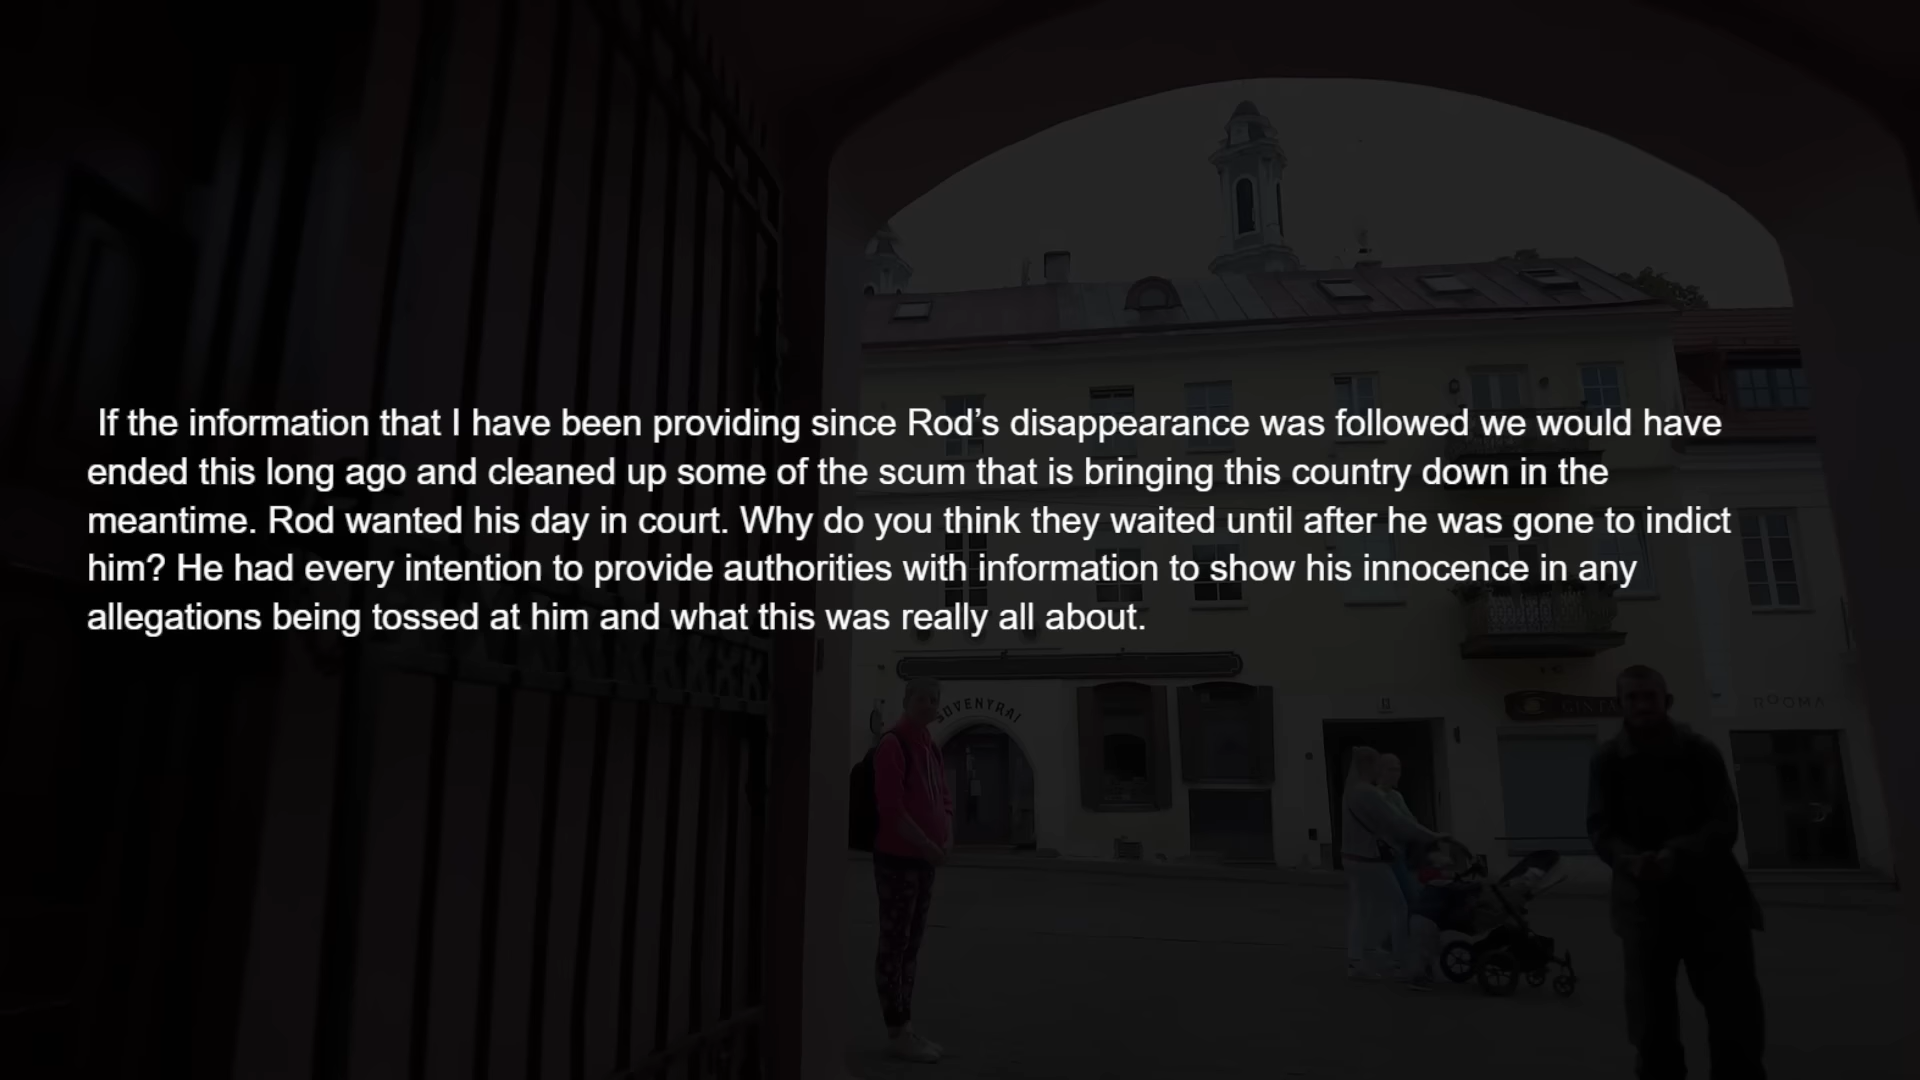 If the information that I have been providing since Rod’s disappearance was followed we would have
ended this long ago and cleaned up some of the scum that is bringing this country down in the
meantime. Rod wanted his day in court. Why do you think they waited until after he was gone to indict
him? He had every intention to provide authorities with information to show his innocence in any
allegations being tossed at him and what this was really all about.
SUVENYRAI
13
ROOMA